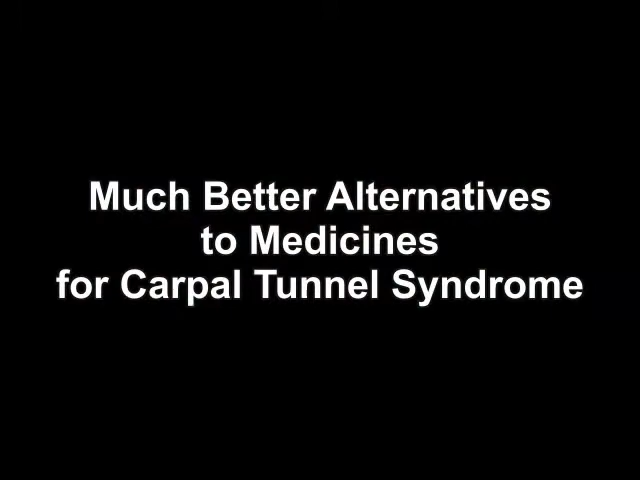 Much Better Alternatives
to Medicines
for Carpal Tunnel Syndrome